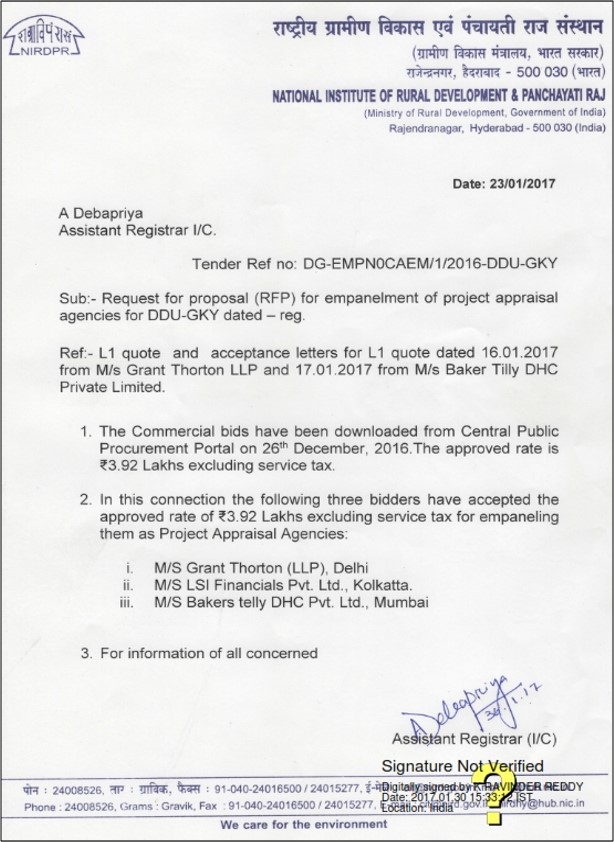 राग्राविपंरासं
NIRDPR
राष्ट्रीय ग्रामीण विकास एवं पंचायती राज संस्थान
(ग्रामीण विकास मंत्रालय, भारत सरकार)
राजेन्द्रनगर, हैदराबाद - 500 030 (भारत)
NATIONAL INSTITUTE OF RURAL DEVELOPMENT & PANCHAYATI RAJ
(Ministry of Rural Development, Government of India)
Rajendranagar, Hyderabad - 500 030 (India)
Date: 23/01/2017
A Debapriya
Assistant Registrar I/C.
Tender Ref no: DG-EMPN0CAEM/1/2016-DDU-GKY
Sub:- Request for proposal (RFP) for empanelment of project appraisal
agencies for DDU-GKY dated – reg.
Ref:- L1 quote and acceptance letters for L1 quote dated 16.01.2017
from M/s Grant Thorton LLP and 17.01.2017 from M/s Baker Tilly DHC
Private Limited.
1. The Commercial bids have been downloaded from Central Public
Procurement Portal on 26th December, 2016.The approved rate is
₹3.92 Lakhs excluding service tax.
2. In this connection the following three bidders have accepted the
approved rate of ₹3.92 Lakhs excluding service tax for empaneling
them as Project Appraisal Agencies:
i. M/S Grant Thorton (LLP), Delhi
ii. M/S LSI Financials Pvt. Ltd., Kolkatta.
iii. M/S Bakers telly DHC Pvt. Ltd., Mumbai
3. For information of all concerned
ADebapriya
Assistant Registrar (I/C)
Signature Not Verified
Digitally signed by K RAVINDER REDDY
Date: 2017.01.30 15:33:12 IST
Location: India
फोन : 24008526, तार : ग्राविक, फैक्स : 91-040-24016500 / 24015277,
Phone : 24008526, Grams : Gravik, Fax : 91-040-24016500 / 24015277, @hub.nic.in
We care for the environment